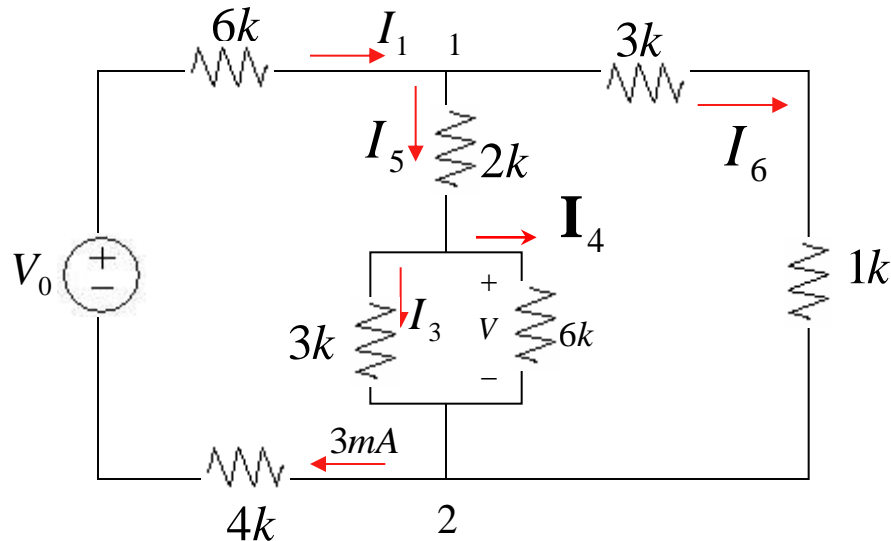 6k I₁ 1 3k
I₅ 2k I₆
I₄
V₀ + − 1k
3k I₃ + V − 6k
3mA
4k 2